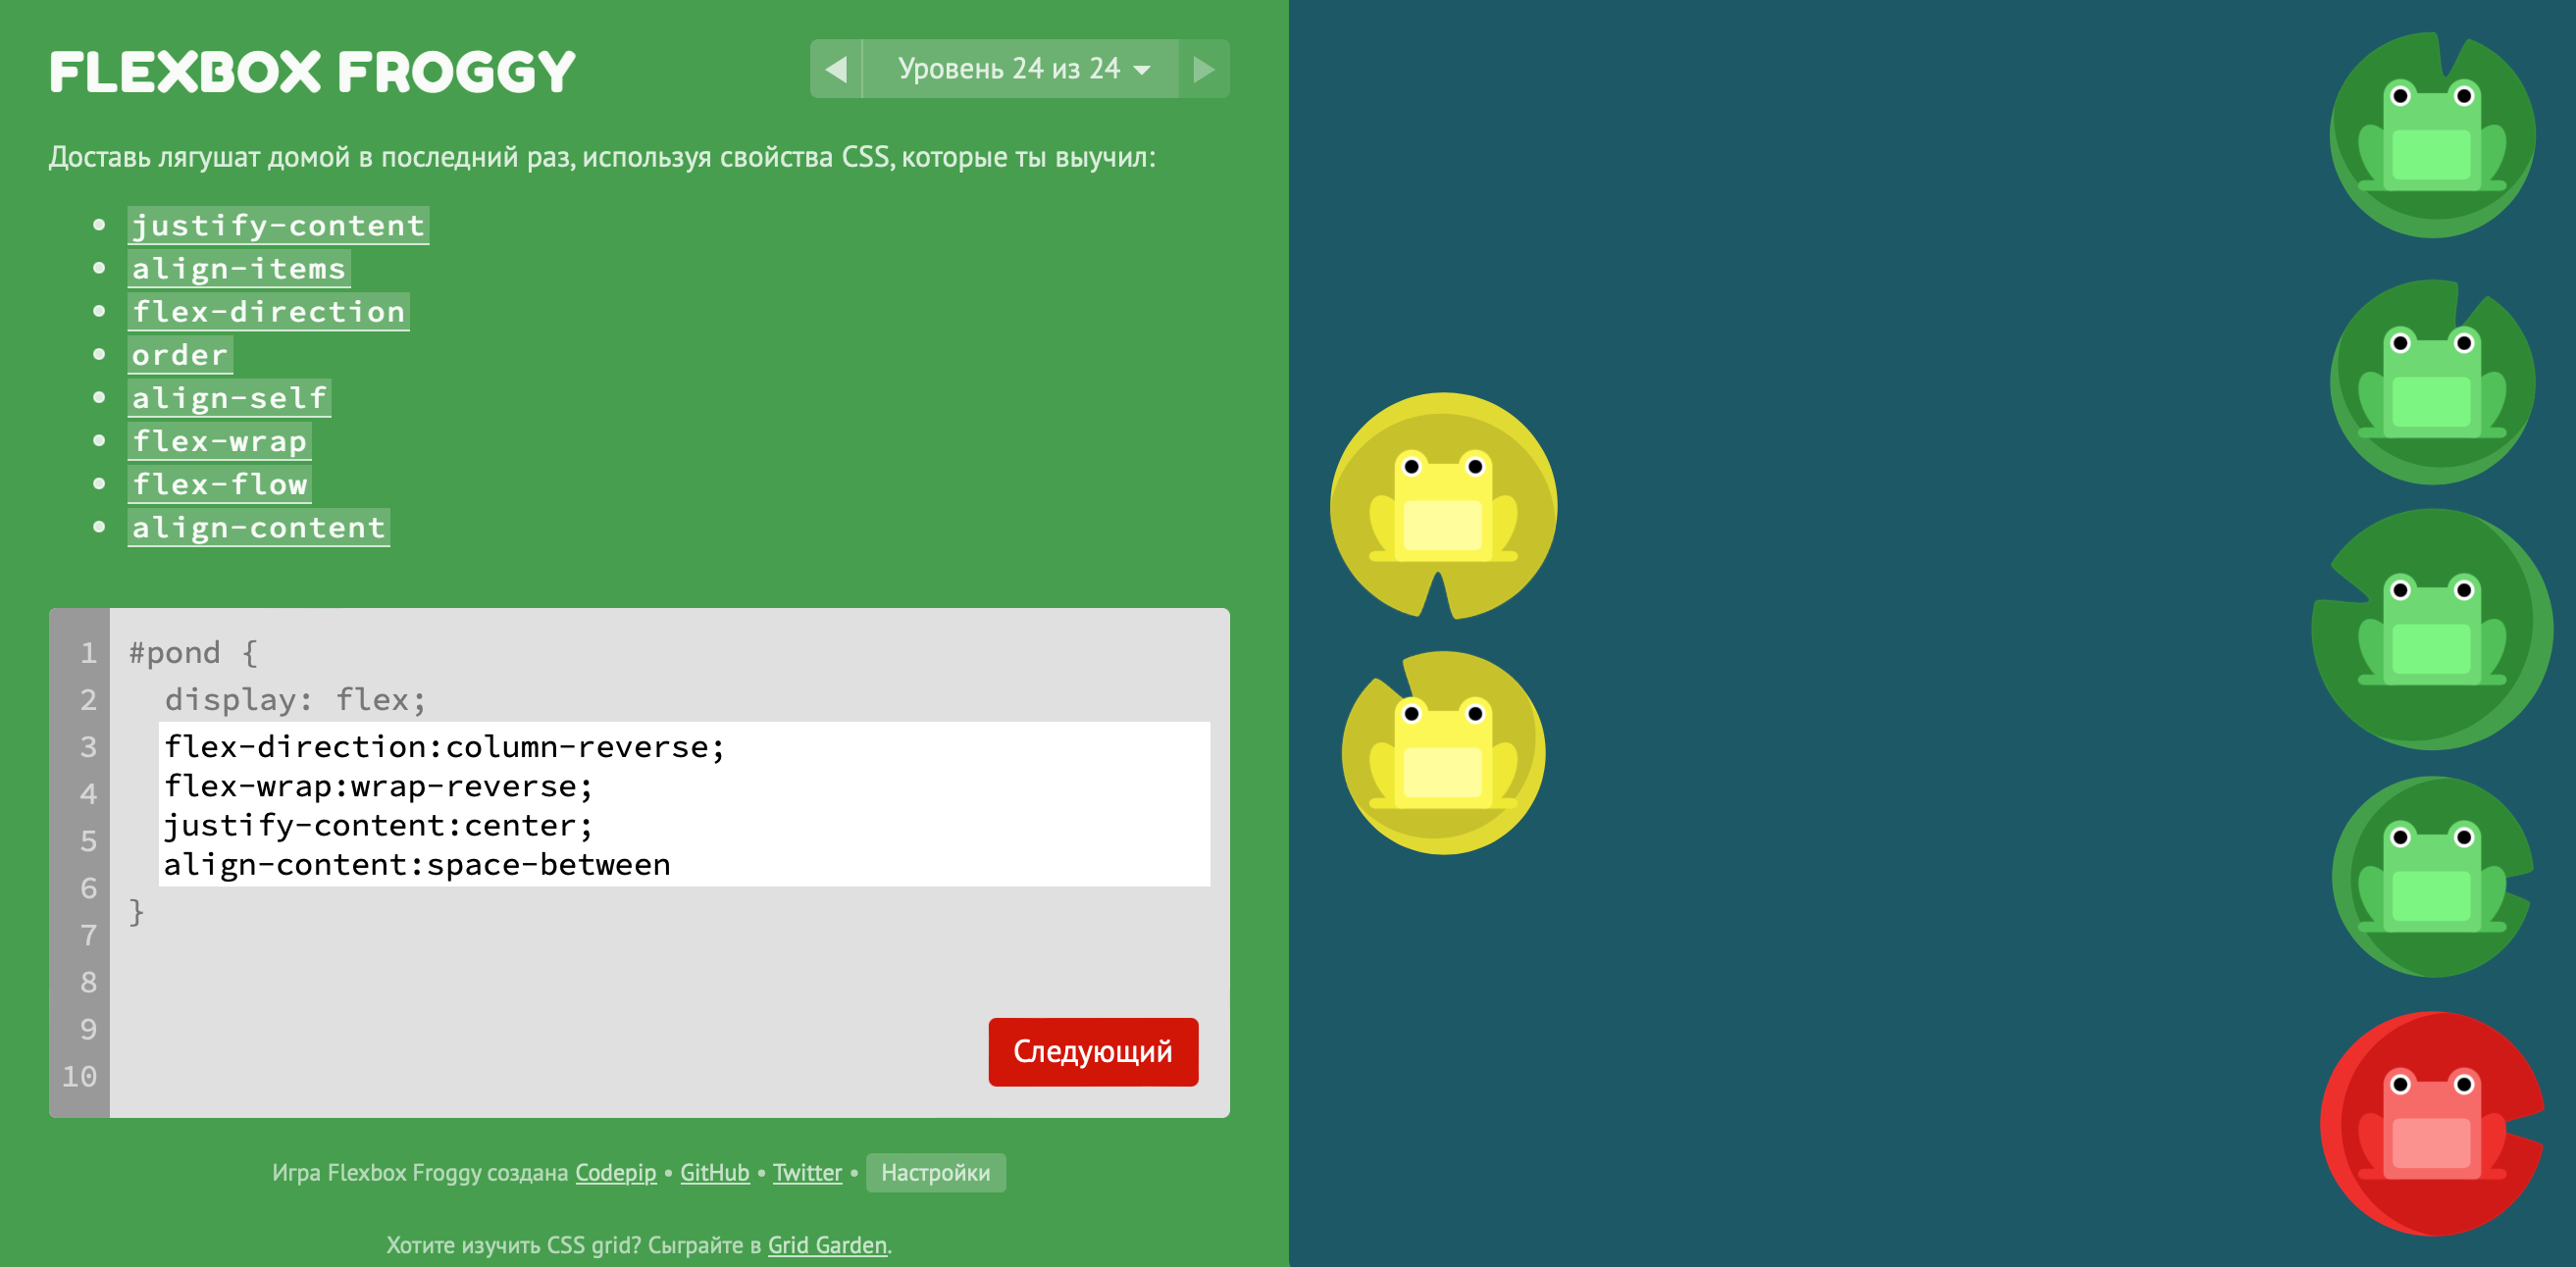 FLEXBOX FROGGY
Уровень 24 из 24
Доставь лягушат домой в последний раз, используя свойства CSS, которые ты выучил:
justify-content
align-items
flex-direction
order
align-self
flex-wrap
flex-flow
align-content
1 #pond {
2 display: flex;
3 flex-direction:column-reverse;
4 flex-wrap:wrap-reverse;
5 justify-content:center;
6 align-content:space-between
}
7
8
9
10
Следующий
Игра Flexbox Froggy создана Codepip • GitHub • Twitter • Настройки
Хотите изучить CSS grid? Сыграйте в Grid Garden.